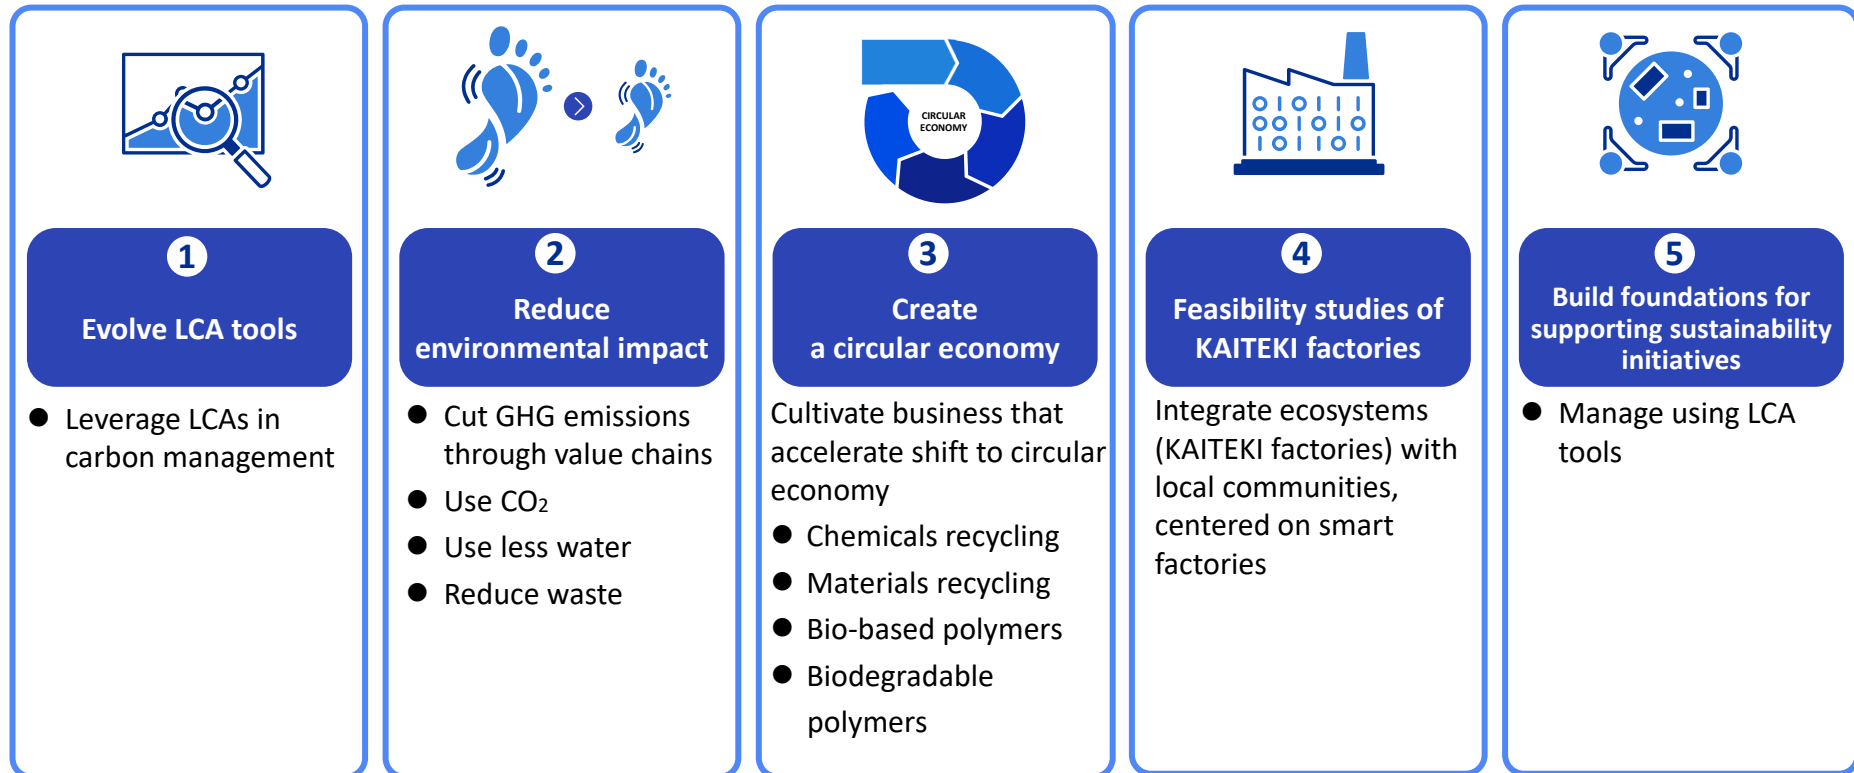 1
Evolve LCA tools
● Leverage LCAs in
carbon management
2
Reduce
environmental impact
● Cut GHG emissions
through value chains
● Use CO₂
● Use less water
● Reduce waste
CIRCULAR
ECONOMY
3
Create
a circular economy
Cultivate business that
accelerate shift to circular
economy
● Chemicals recycling
● Materials recycling
● Bio-based polymers
● Biodegradable
polymers
OIOIII
OOIOIO
IOIIOI
4
Feasibility studies of
KAITEKI factories
Integrate ecosystems
(KAITEKI factories) with
local communities,
centered on smart
factories
5
Build foundations for
supporting sustainability
initiatives
● Manage using LCA
tools